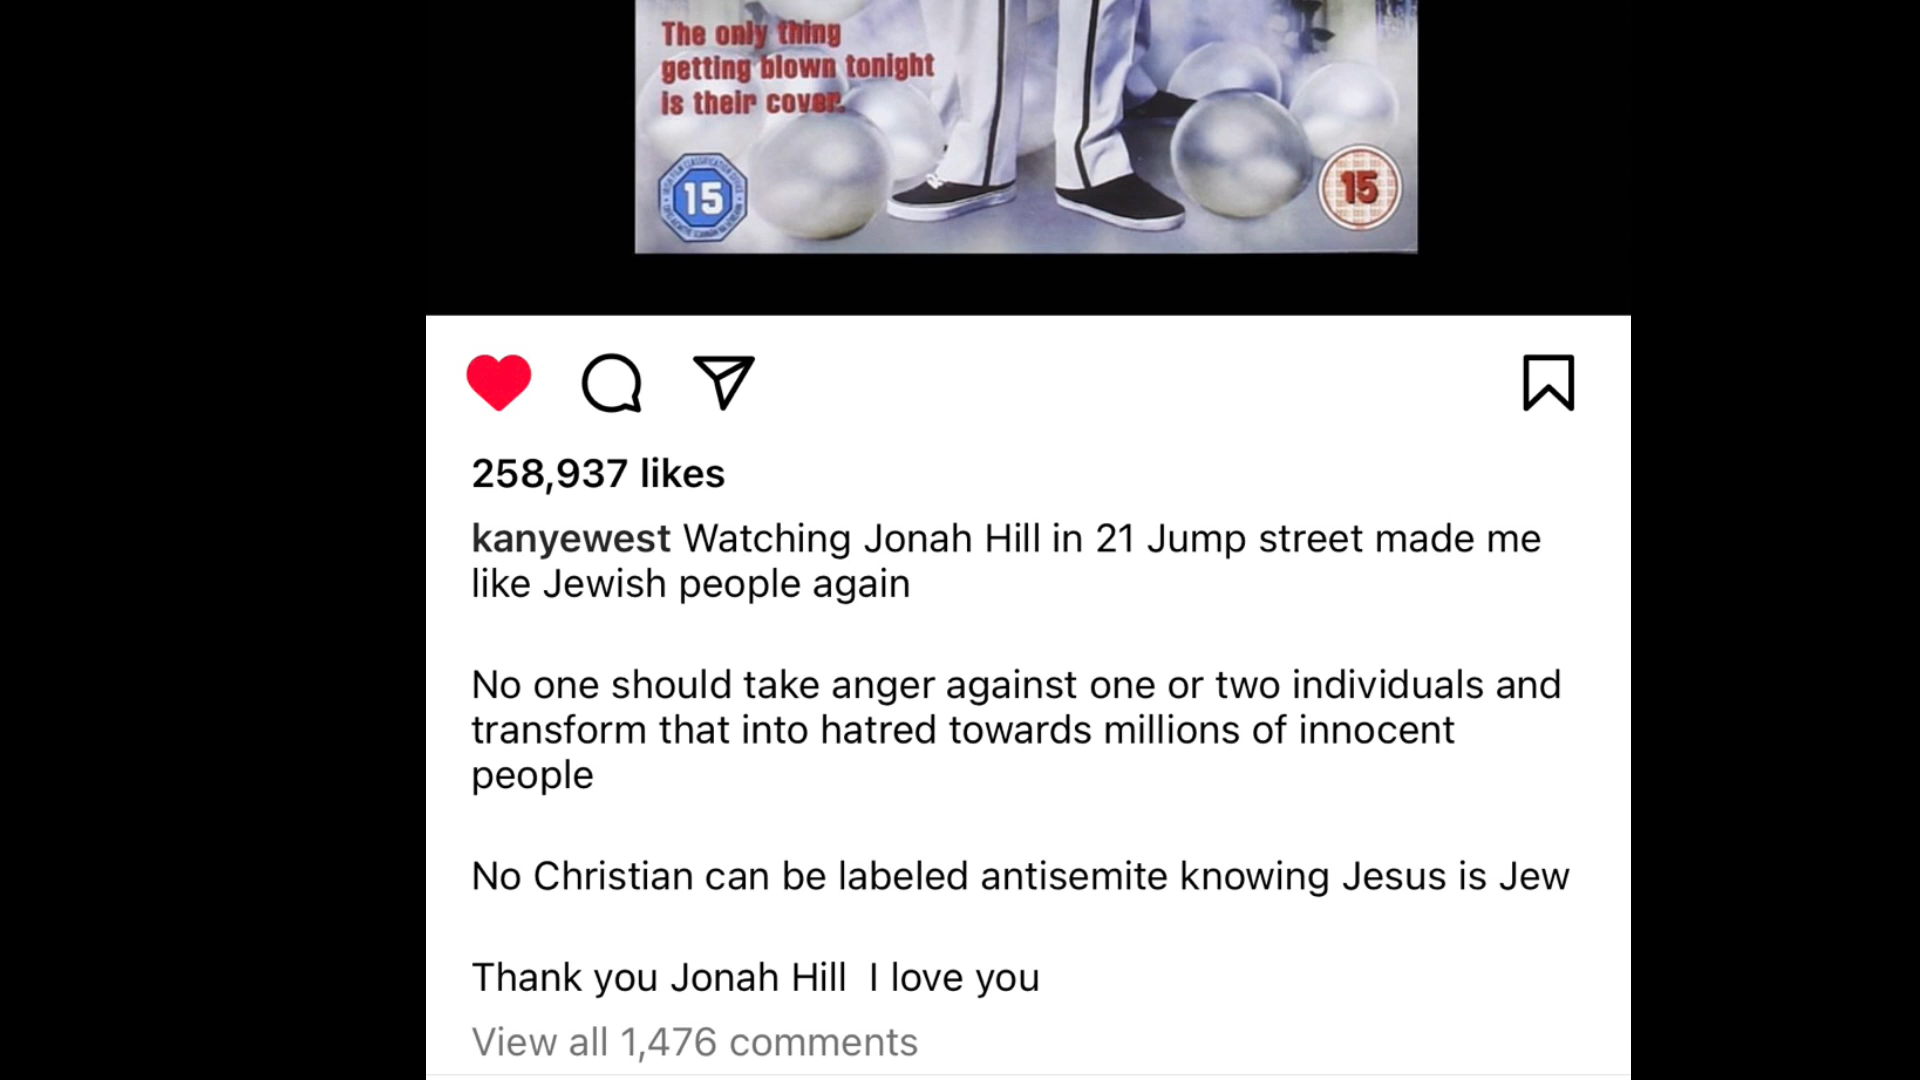 The only thing
getting blown tonight
is their cover.
15
15
258,937 likes
kanyewest Watching Jonah Hill in 21 Jump street made me
like Jewish people again
No one should take anger against one or two individuals and
transform that into hatred towards millions of innocent
people
No Christian can be labeled antisemite knowing Jesus is Jew
Thank you Jonah Hill  I love you
View all 1,476 comments